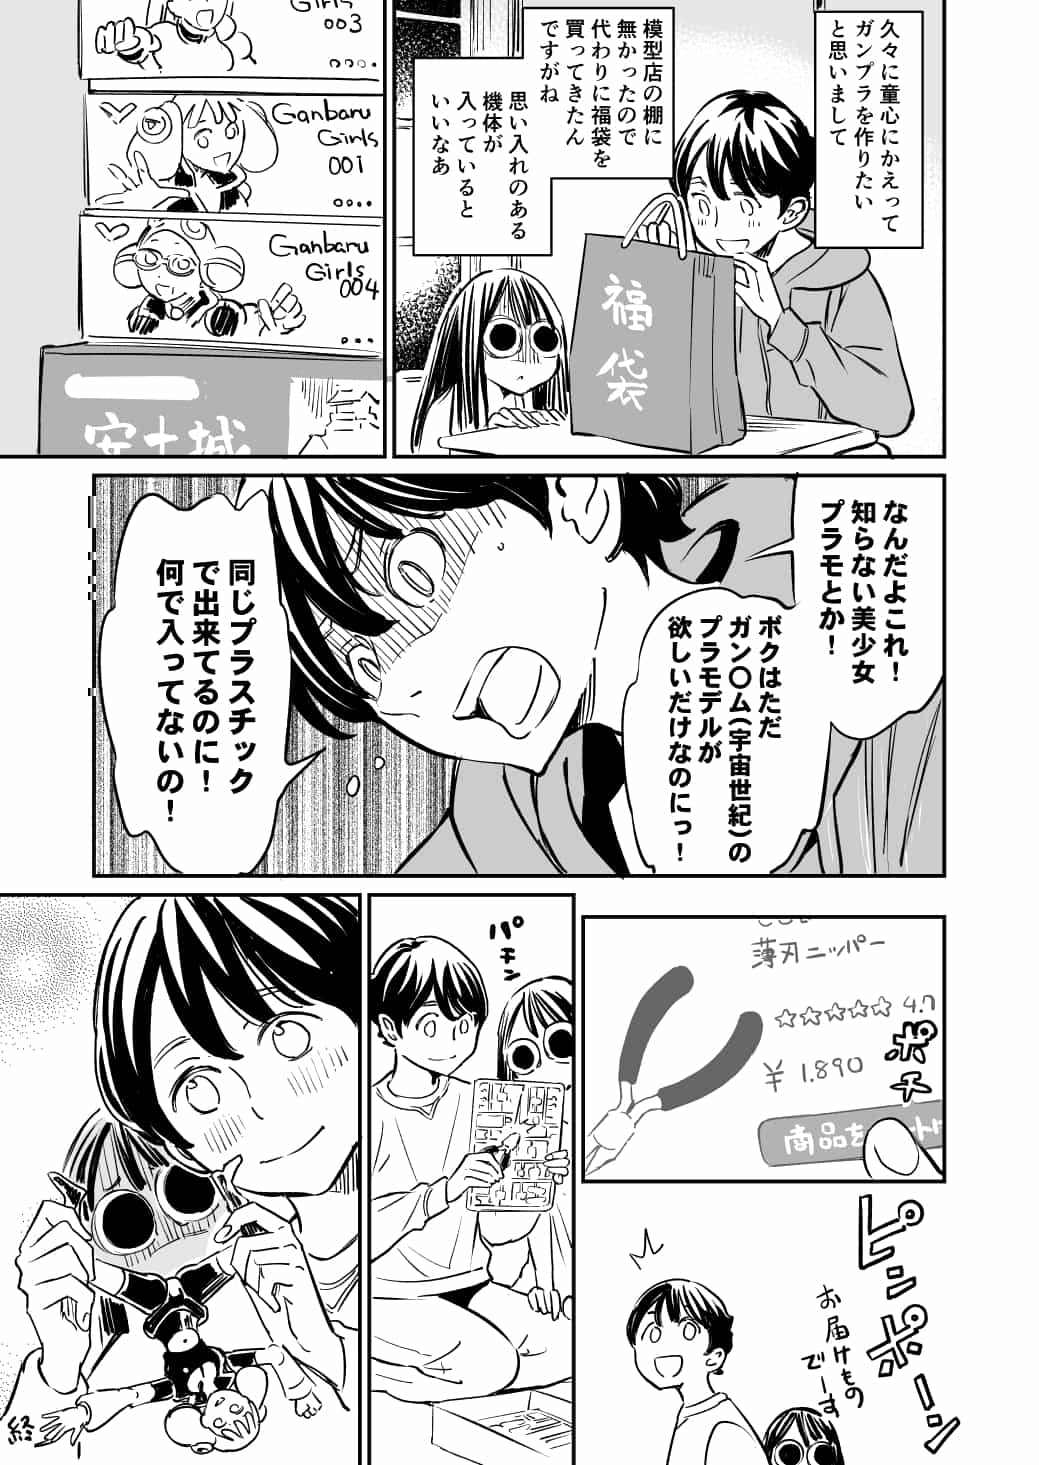 久々に童心にかえって
ガンプラを作りたい
と思いまして
模型店の棚に
無かったので
代わりに福袋を
買ってきたん
ですがね
思い入れのある
機体が
入っていると
いいなあ
福袋
Girls
003
Ganbaru
Girls
001
Ganbaru
Girls
004
安土城
なんだよこれ!
知らない美少女
プラモとか!
ボクはただ
ガン〇ム(宇宙世紀)の
プラモデルが
欲しいだけなのにっ!
同じプラスチック
で出来てるのに!
何で入ってないの!
薄刃ニッパー
☆☆☆☆☆ 4.7
¥1.890
ポチ
商品を
ピンポーン
お届けもの
でーす
パチン
経